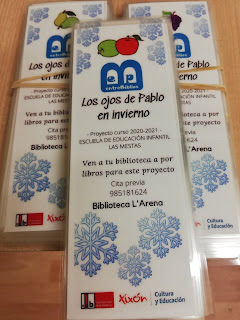 entreBiblios
Los ojos de Pablo
en invierno
- Proyecto curso 2020-2021 -
ESCUELA DE EDUCACIÓN INFANTIL
LAS MESTAS
Ven a tu biblioteca a por
libros para este proyecto
Cita previa
985181624
Biblioteca L'Arena
Xixón
Cultura
y Educación